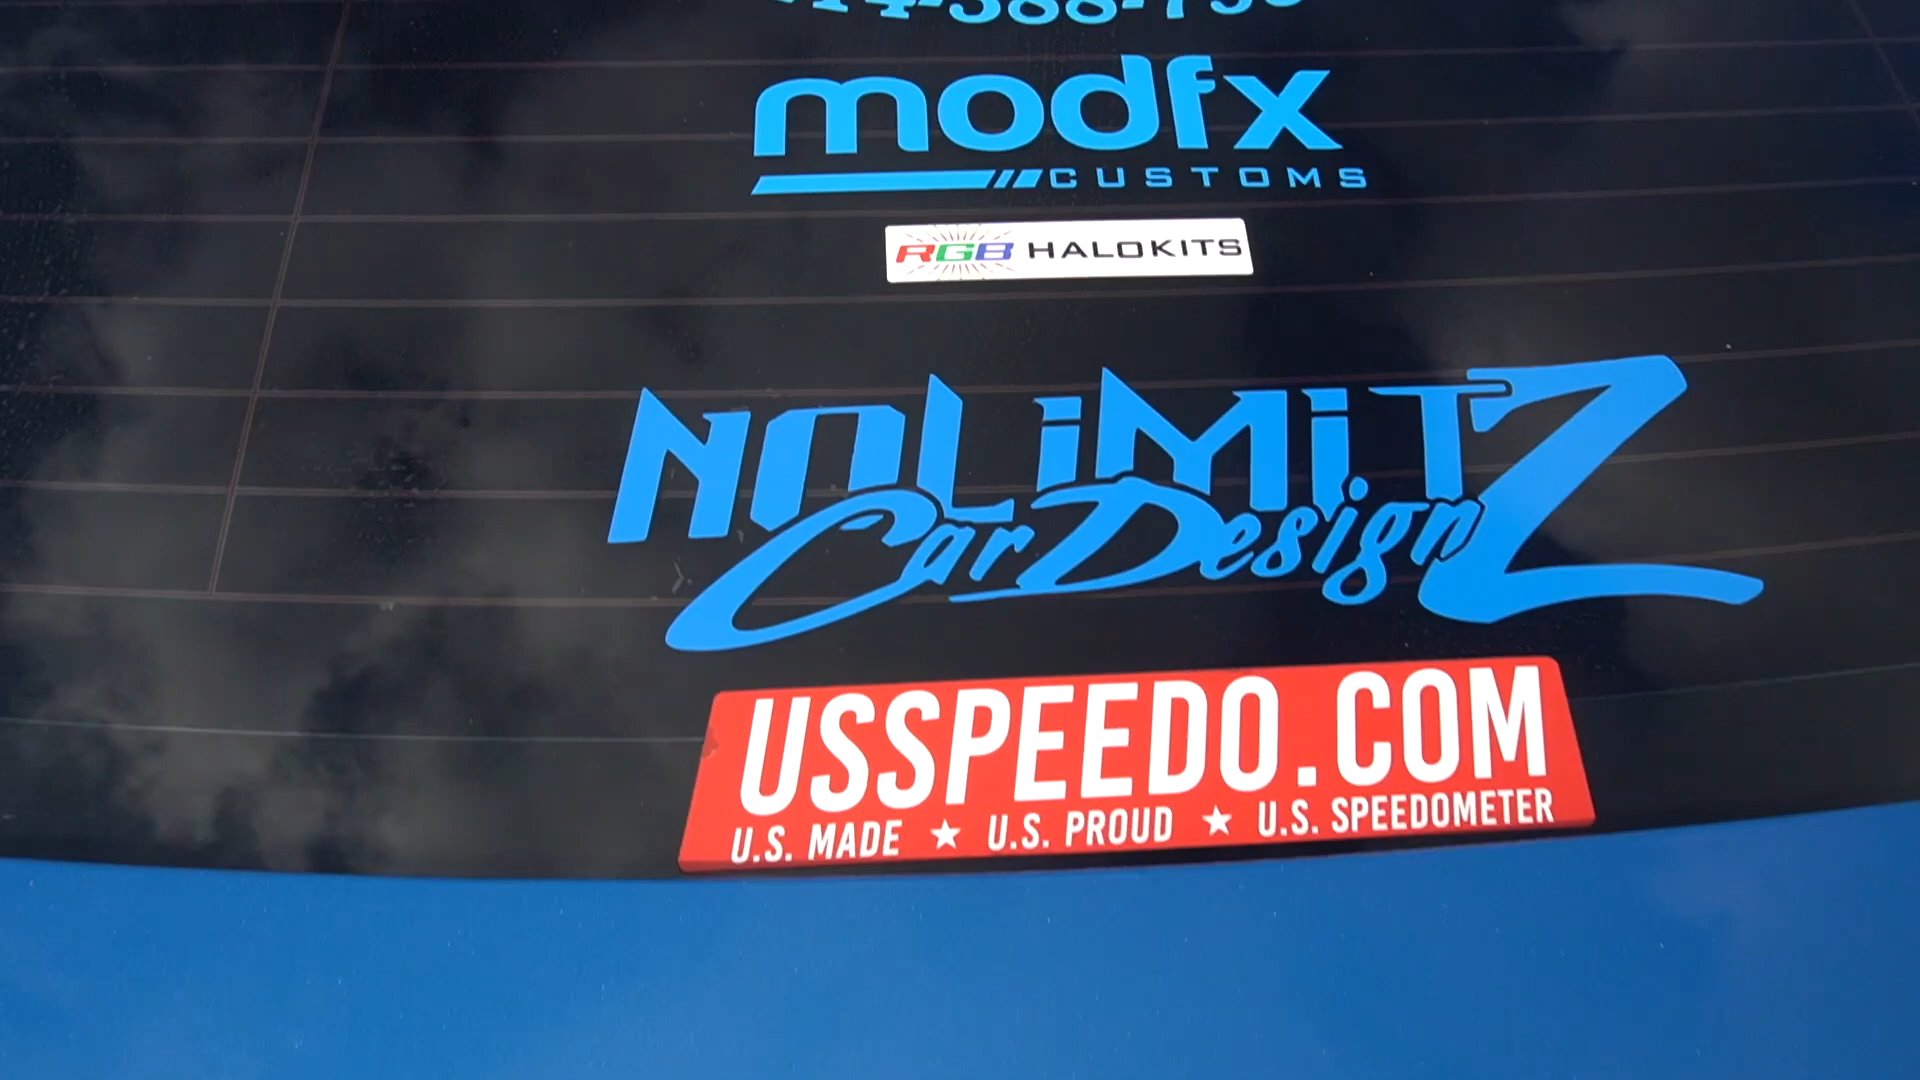 modfx
CUSTOMS
RGB HALOKITS
NOLiMiTZ
Car Design
USSPEEDO.COM
U.S. MADE ★ U.S. PROUD ★ U.S. SPEEDOMETER